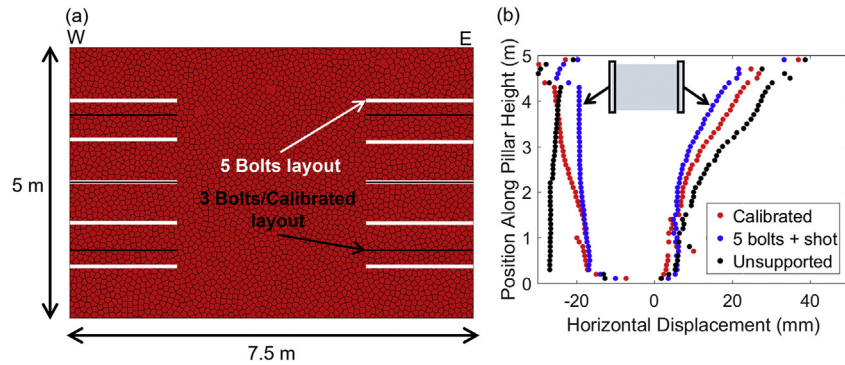 (a)
W
E
5 m
5 Bolts layout
3 Bolts/Calibrated
layout
7.5 m
(b)
Position Along Pillar Height (m)
5
4
3
2
1
0
-20
0
20
40
Horizontal Displacement (mm)
Calibrated
5 bolts + shot
Unsupported